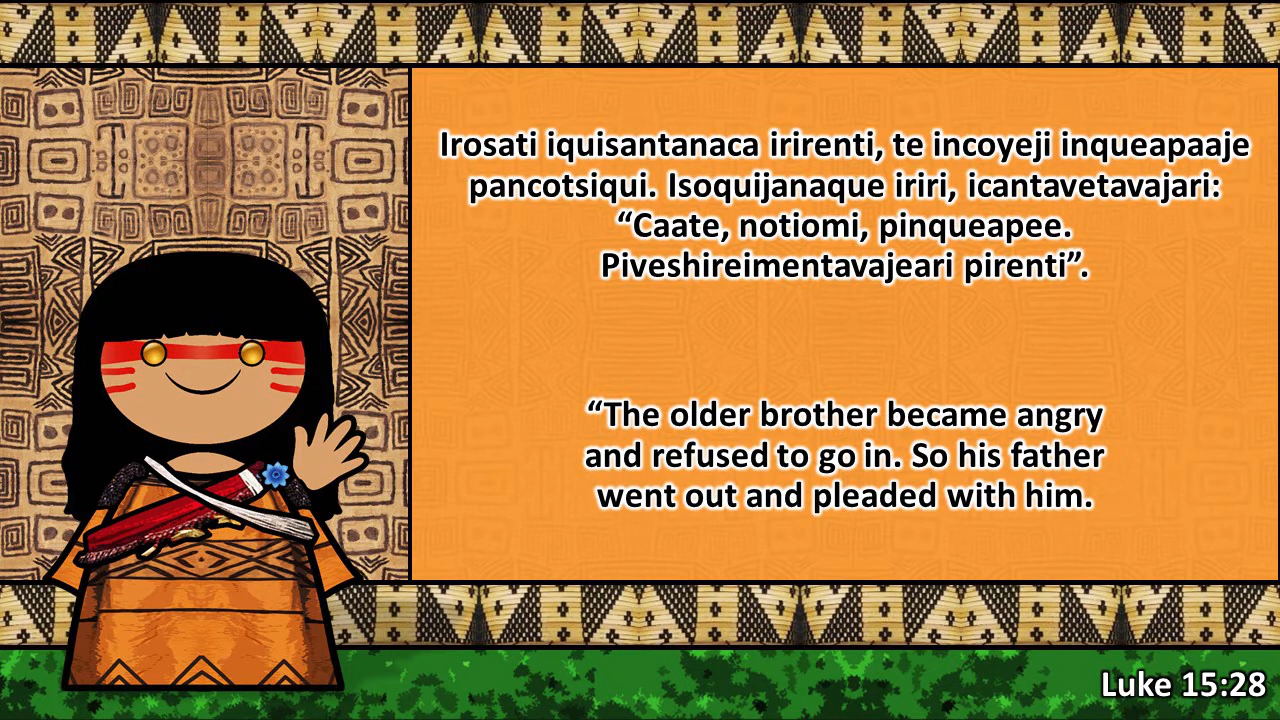 Irosati iquisantanaca irirenti, te incoyeji inqueapaaje
pancotsiqui. Isoquijanaque iriri, icantavetavajari:
“Caate, notiomi, pinqueapee.
Piveshireimentavajeari pirenti”.
“The older brother became angry
and refused to go in. So his father
went out and pleaded with him.
Luke 15:28